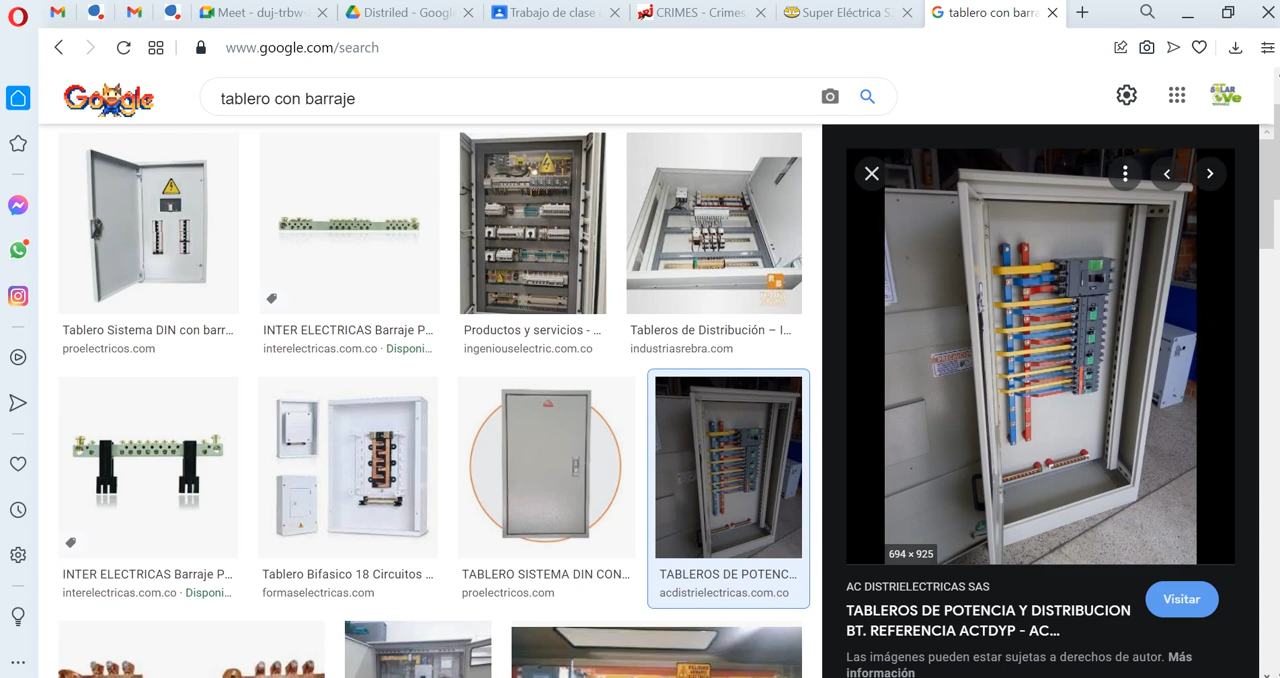 Meet - duj-trbw-
Distriled - Google
Trabajo de clase
CRIMES - Crimes
Super Eléctrica S
tablero con barra
www.google.com/search
Google
tablero con barraje
Tablero Sistema DIN con barr...
proelectricos.com
INTER ELECTRICAS Barraje P...
interelectricas.com.co · Disponi...
Productos y servicios - ...
ingeniouselectric.com.co
Tableros de Distribución – I...
industriasrebra.com
INTER ELECTRICAS Barraje P...
interelectricas.com.co · Disponi...
Tablero Bifasico 18 Circuitos ...
formaselectricas.com
TABLERO SISTEMA DIN CON...
proelectricos.com
TABLEROS DE POTENC...
acdistrielectricas.com.co
694 × 925
AC DISTRIELECTRICAS SAS
TABLEROS DE POTENCIA Y DISTRIBUCION
BT. REFERENCIA ACTDYP - AC...
Visitar
Las imágenes pueden estar sujetas a derechos de autor. Más
información